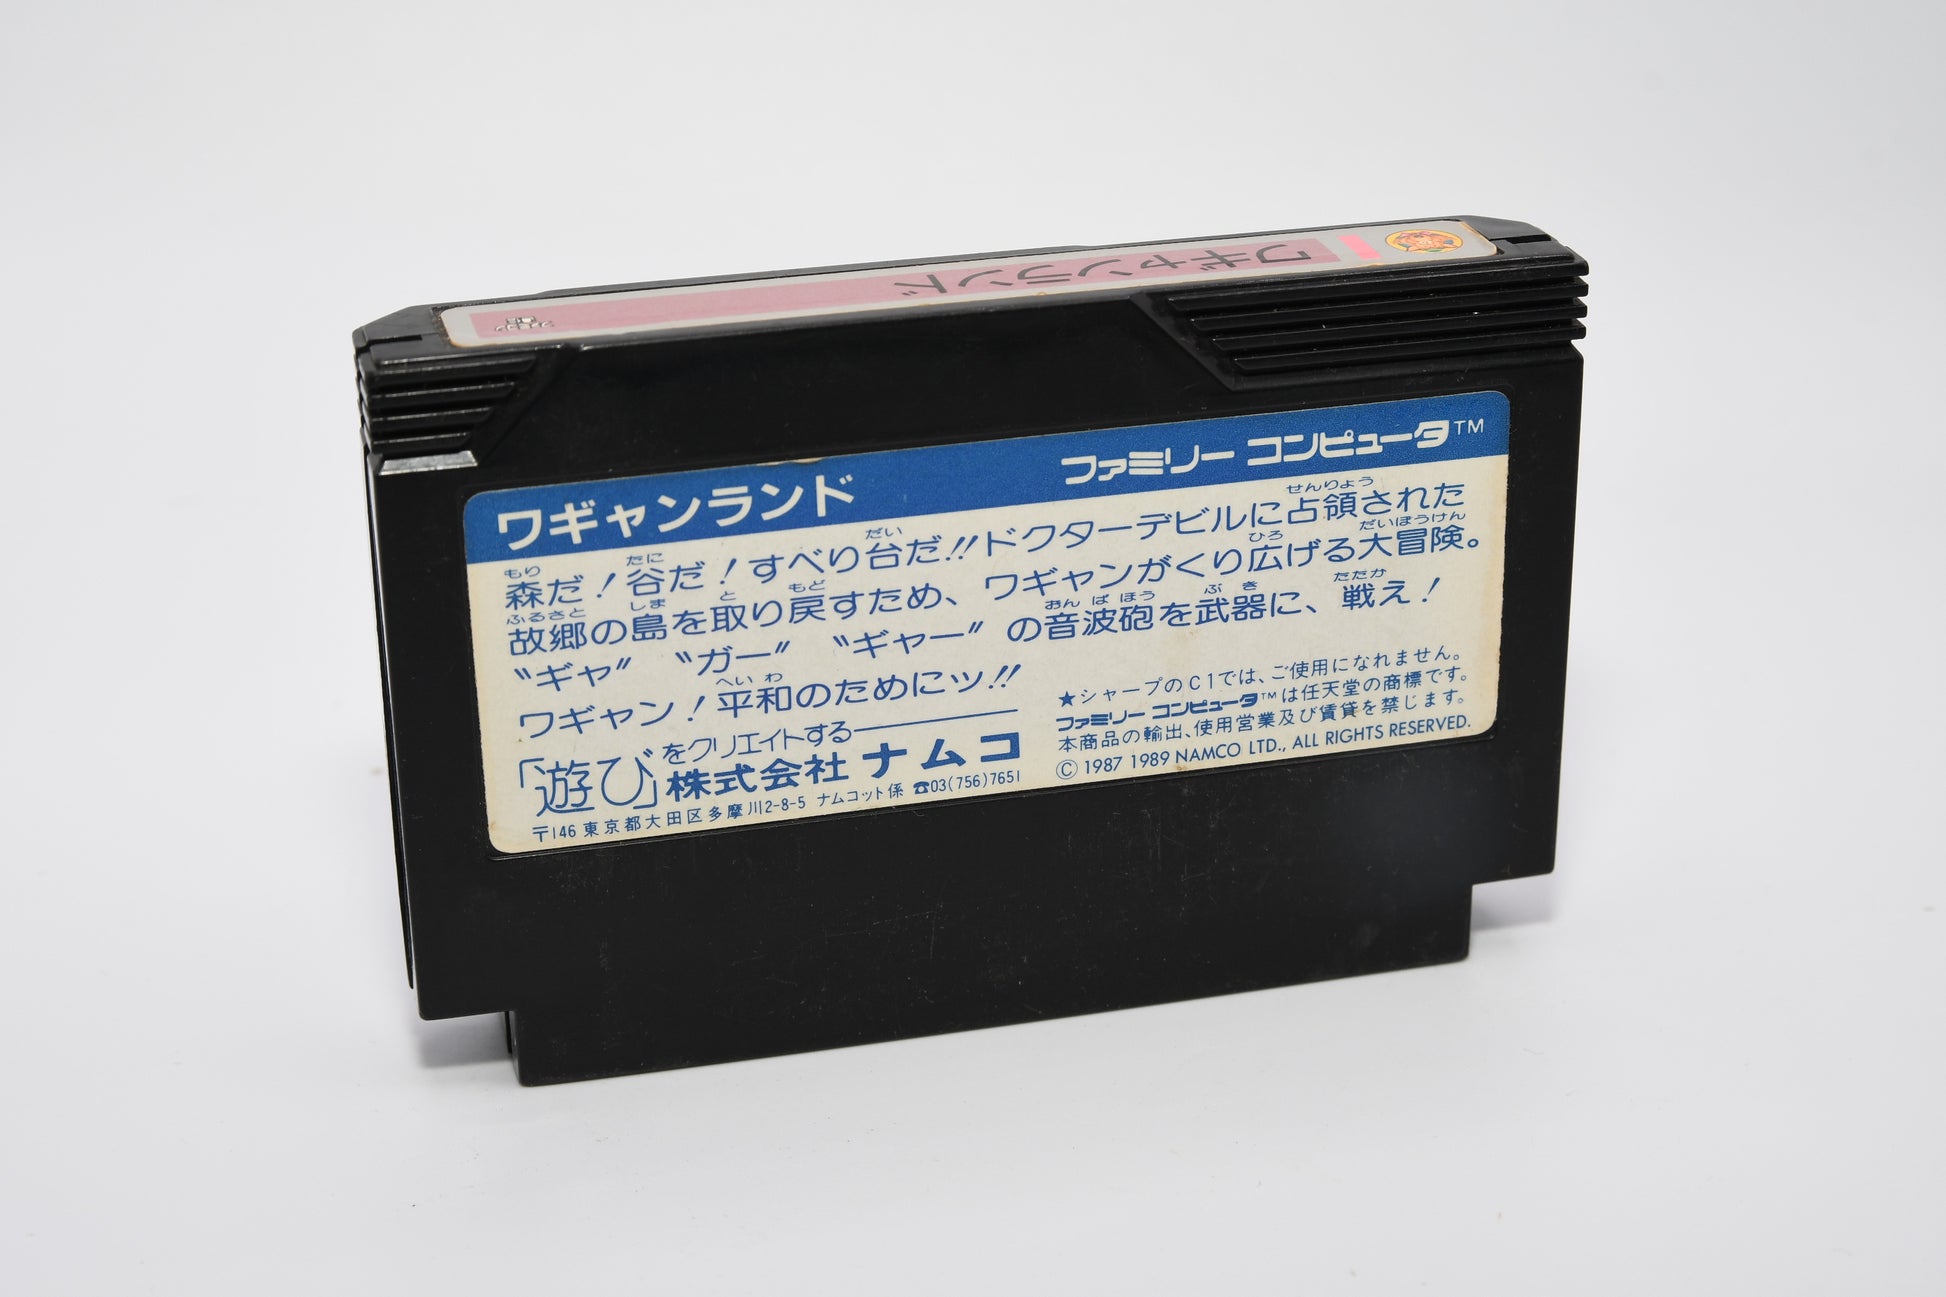 ワギャンランド
ワギャンランド
ファミリー コンピュータ™
森だ！谷だ！すべり台だ!!ドクターデビルに占領された
故郷の島を取り戻すため、ワギャンがくり広げる大冒険。
〝ギャ〟 〝ガー〟 〝ギャー〟 の音波砲を武器に、戦え！
ワギャン！平和のためにッ!!
「遊び」をクリエイトする──
株式会社 ナムコ
〒146 東京都大田区多摩川2-8-5 ナムコット係 ☎03(756)7651
★シャープのC1では、ご使用になれません。
ファミリー コンピュータ™は任天堂の商標です。
本商品の輸出、使用営業及び賃貸を禁じます。
© 1987 1989 NAMCO LTD., ALL RIGHTS RESERVED.